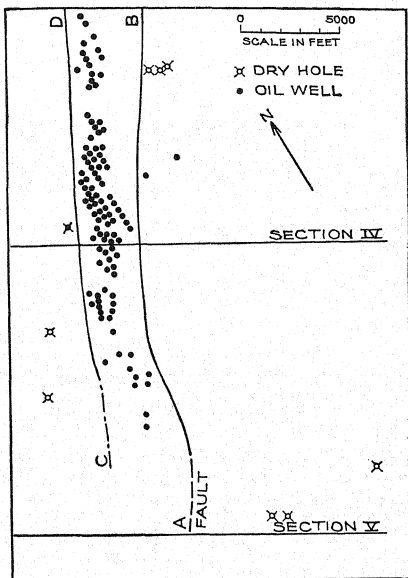 D
B
0 5000
SCALE IN FEET
DRY HOLE
OIL WELL
N
SECTION IV
C
A
FAULT
SECTION V